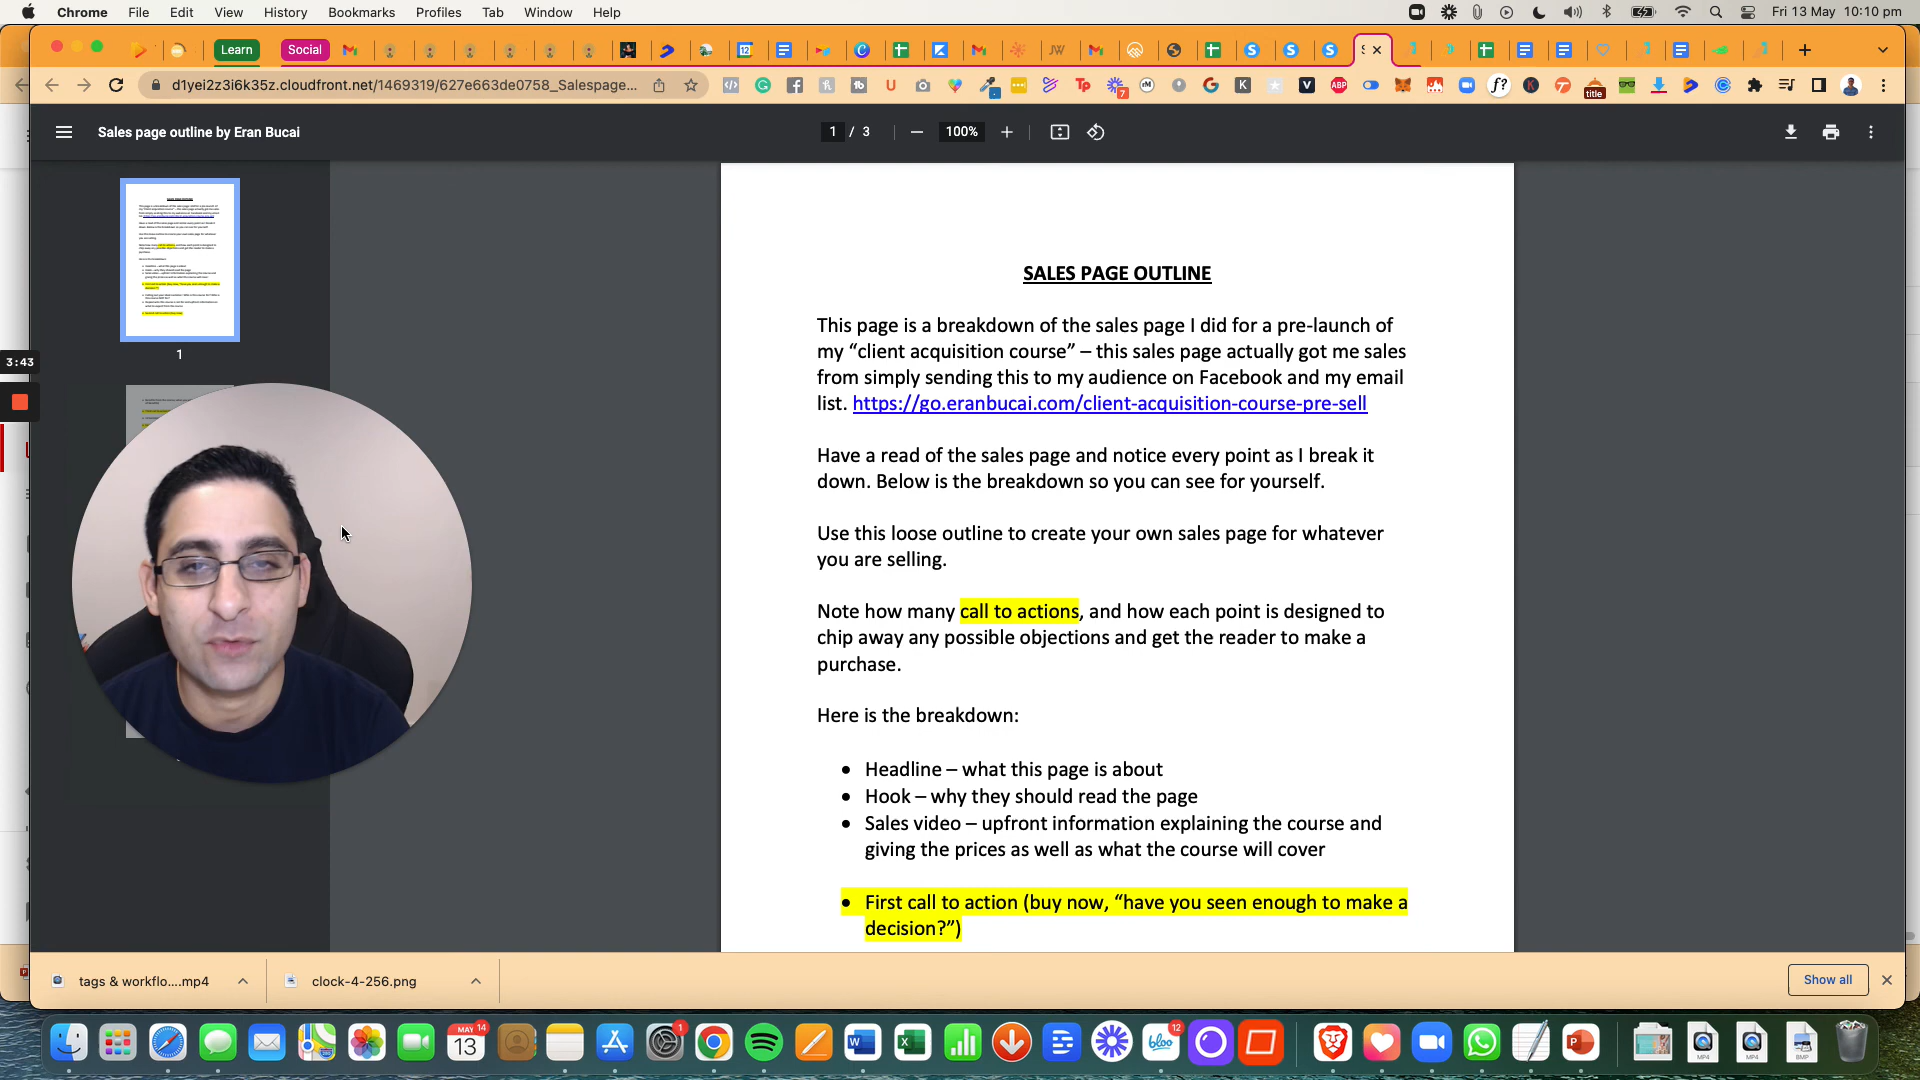 Chrome File Edit View History Bookmarks Profiles Tab Window Help Fri 13 May 10:10 pm
Learn Social
d1yei2z3i6k35z.cloudfront.net/1469319/627e663de0758_Salespage...
Sales page outline by Eran Bucai 1 / 3 100%
SALES PAGE OUTLINE
This page is a breakdown of the sales page I did for a pre-launch of
my “client acquisition course” – this sales page actually got me sales
from simply sending this to my audience on Facebook and my email
list. https://go.eranbucai.com/client-acquisition-course-pre-sell
Have a read of the sales page and notice every point as I break it
down. Below is the breakdown so you can see for yourself.
Use this loose outline to create your own sales page for whatever
you are selling.
Note how many call to actions, and how each point is designed to
chip away any possible objections and get the reader to make a
purchase.
Here is the breakdown:
• Headline – what this page is about
• Hook – why they should read the page
• Sales video – upfront information explaining the course and
giving the prices as well as what the course will cover
• First call to action (buy now, “have you seen enough to make a
decision?”)
1
3:43
tags & workflo....mp4 clock-4-256.png Show all
MAY 14
13
1
12